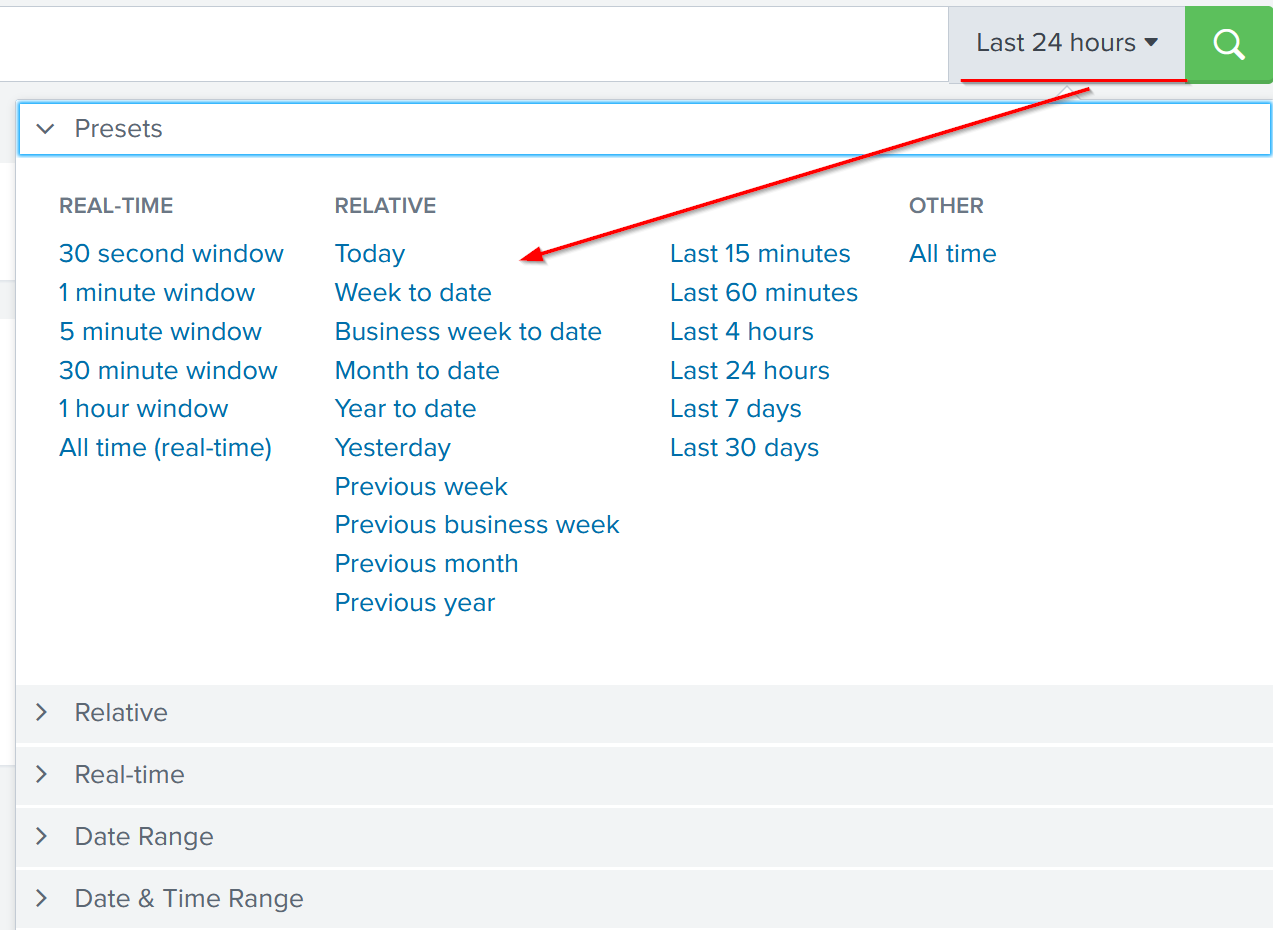 Last 24 hours
Presets
REAL-TIME
30 second window
1 minute window
5 minute window
30 minute window
1 hour window
All time (real-time)
RELATIVE
Today
Week to date
Business week to date
Month to date
Year to date
Yesterday
Previous week
Previous business week
Previous month
Previous year
Last 15 minutes
Last 60 minutes
Last 4 hours
Last 24 hours
Last 7 days
Last 30 days
OTHER
All time
Relative
Real-time
Date Range
Date & Time Range